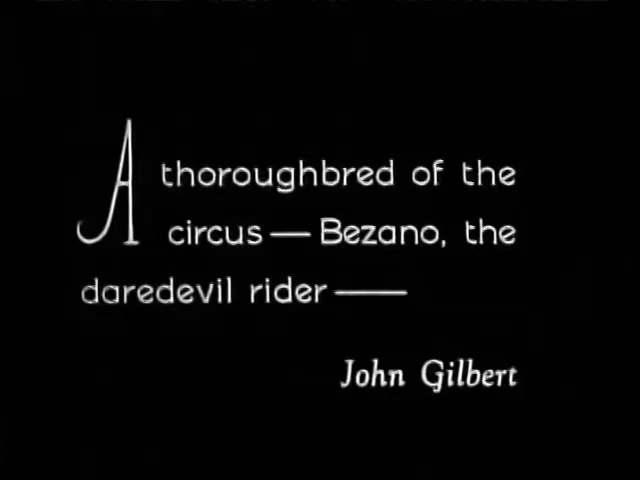 A thoroughbred of the
circus — Bezano, the
daredevil rider —
John Gilbert